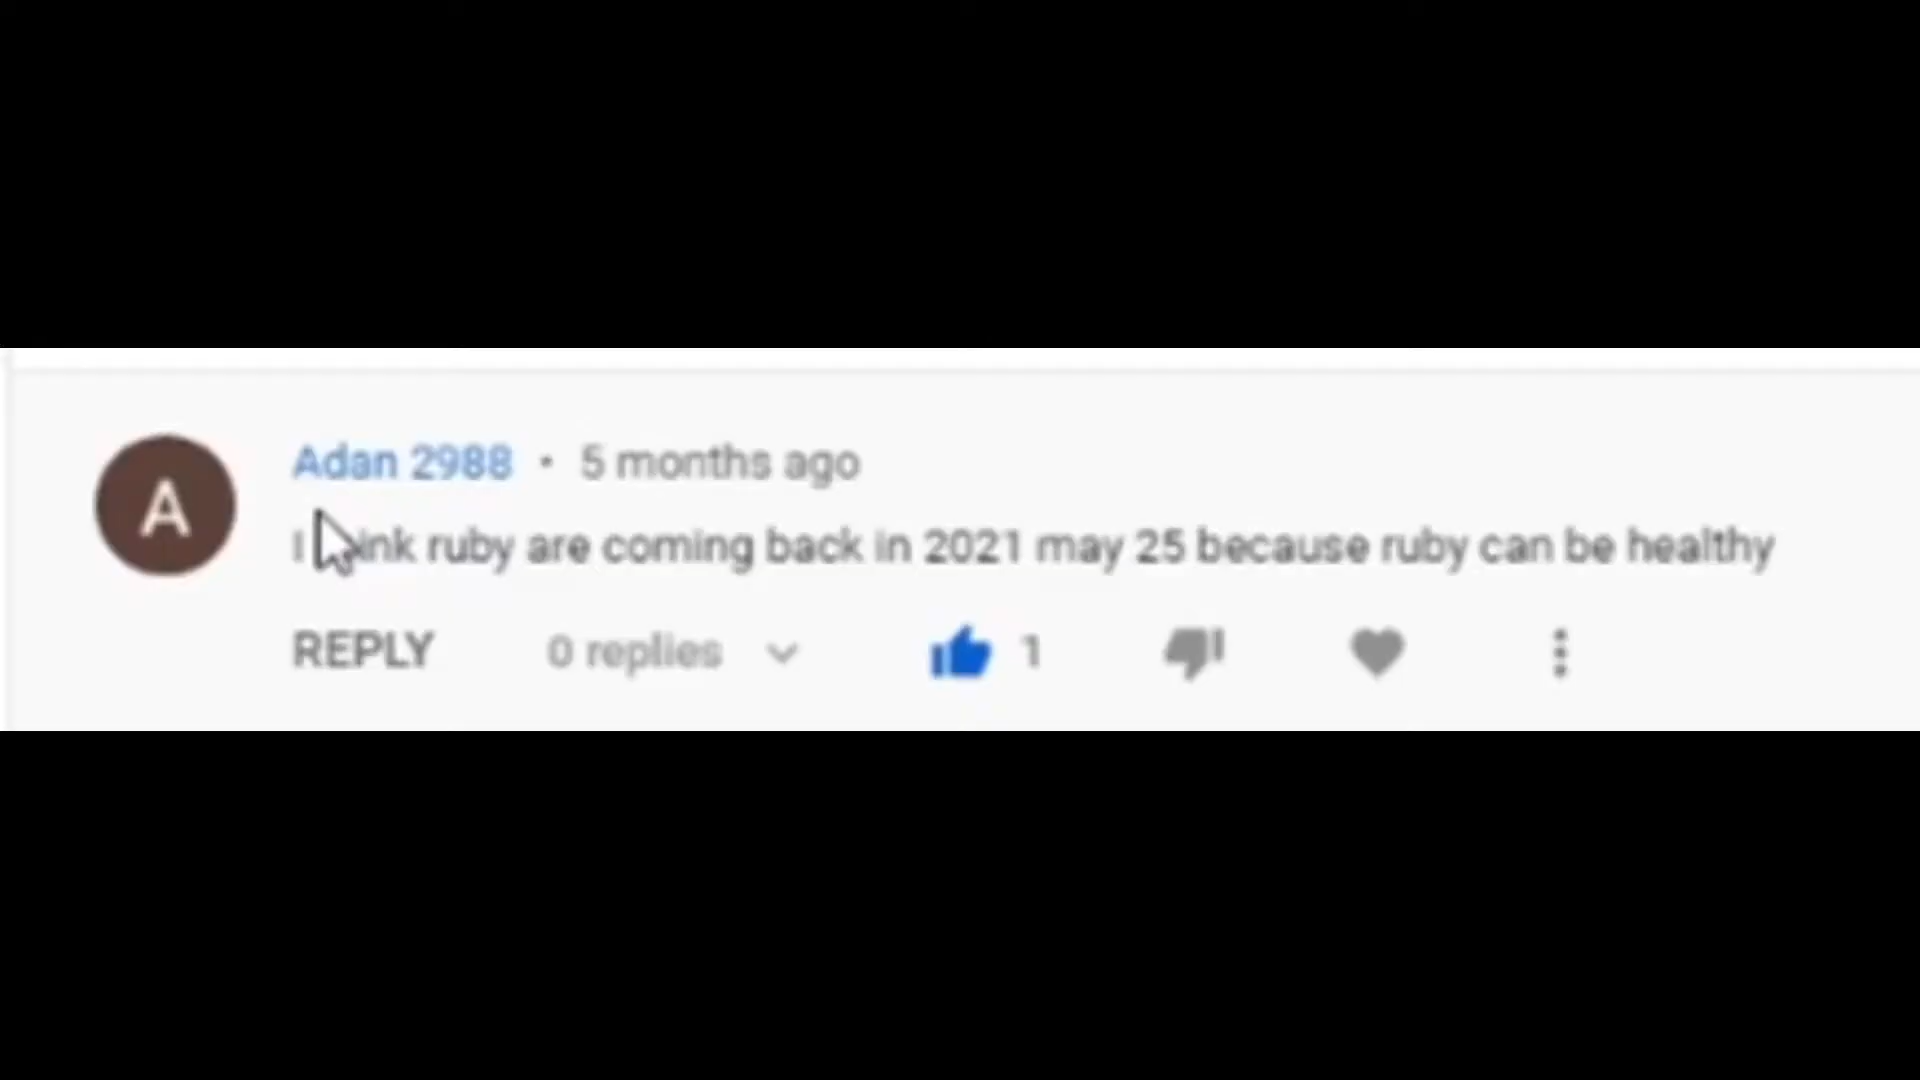 A
Adan 2988 • 5 months ago
I ink ruby are coming back in 2021 may 25 because ruby can be healthy
REPLY 0 replies 1